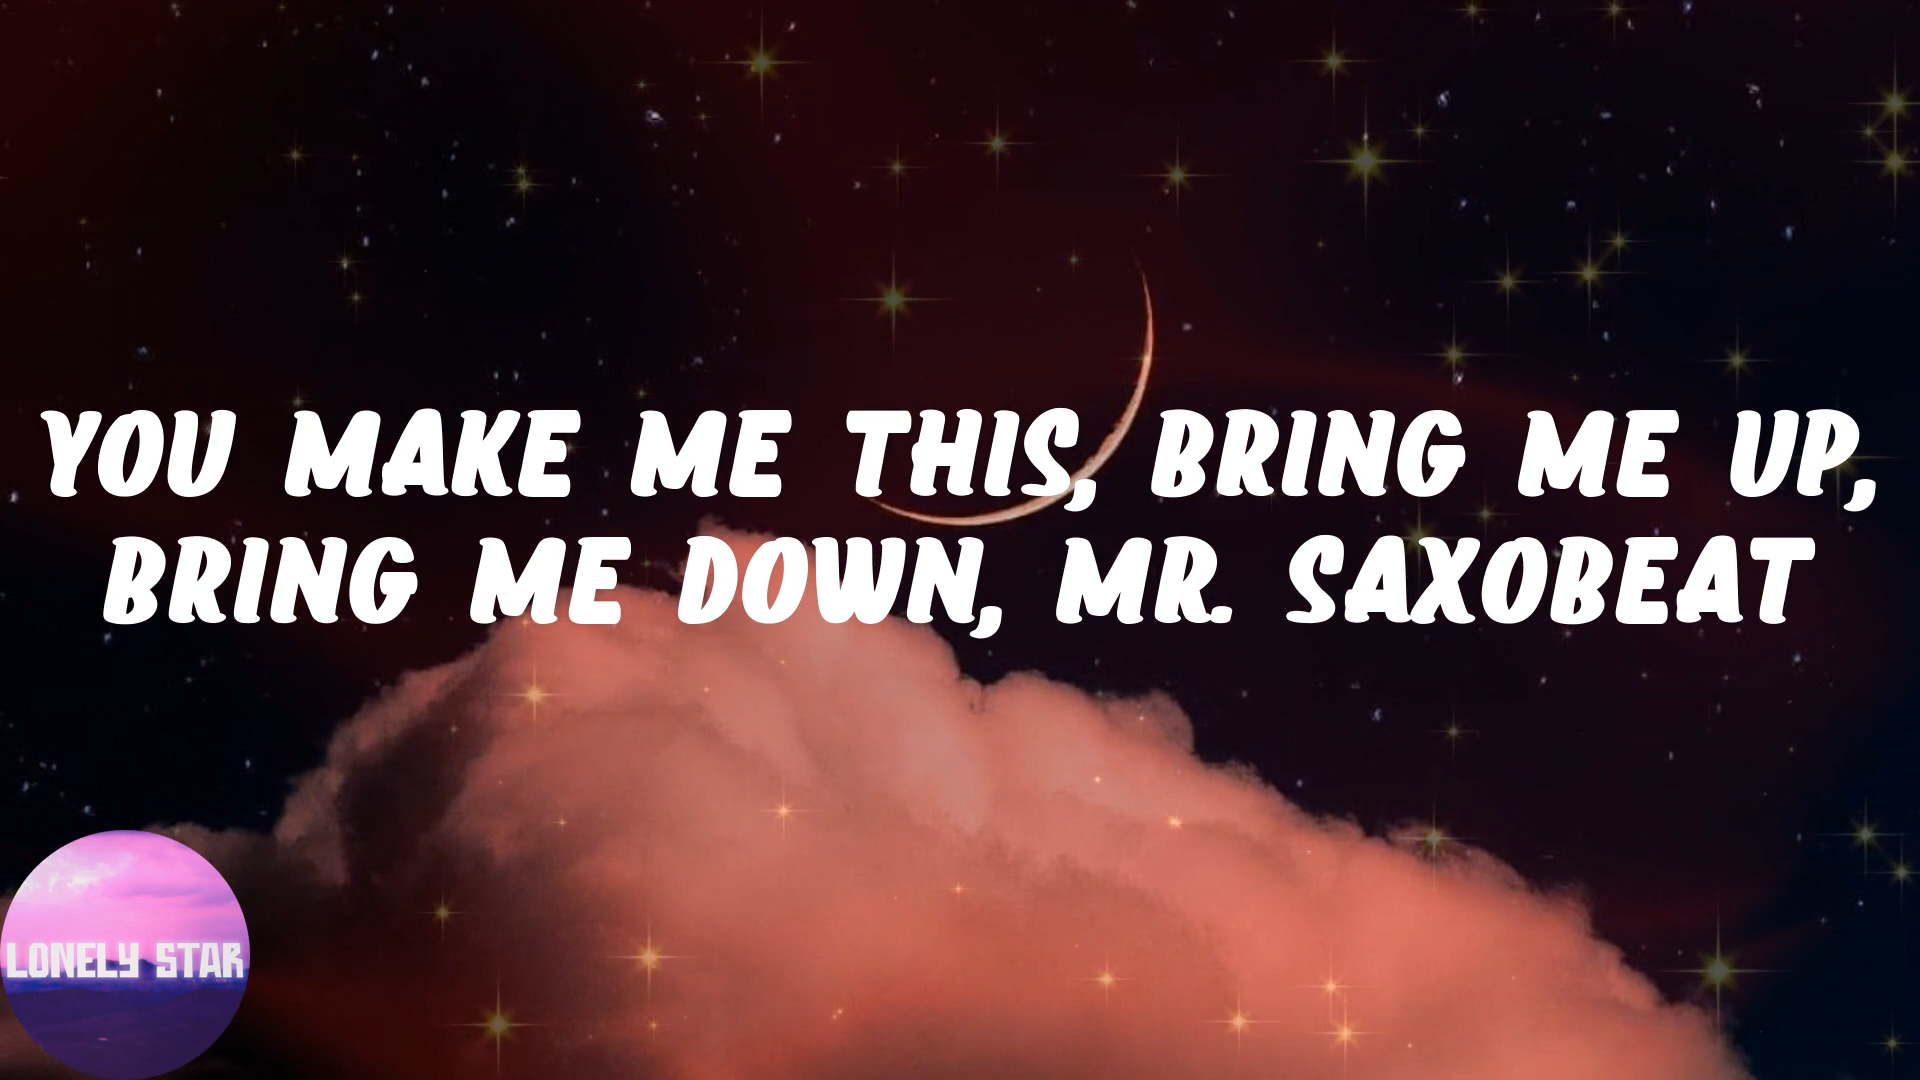 YOU MAKE ME THIS, BRING ME UP,
BRING ME DOWN, MR. SAXOBEAT
LONELY STAR